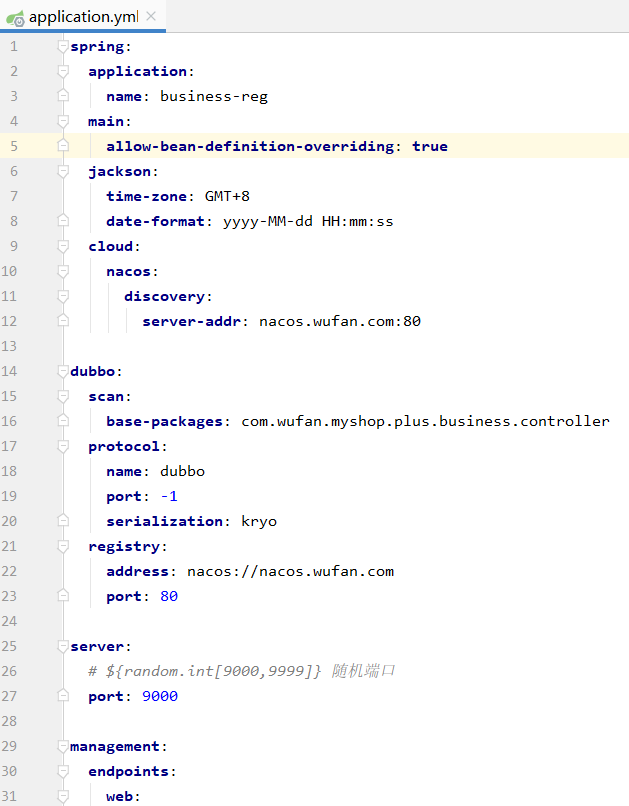 application.yml
1 spring:
2 application:
3 name: business-reg
4 main:
5 allow-bean-definition-overriding: true
6 jackson:
7 time-zone: GMT+8
8 date-format: yyyy-MM-dd HH:mm:ss
9 cloud:
10 nacos:
11 discovery:
12 server-addr: nacos.wufan.com:80
13
14 dubbo:
15 scan:
16 base-packages: com.wufan.myshop.plus.business.controller
17 protocol:
18 name: dubbo
19 port: -1
20 serialization: kryo
21 registry:
22 address: nacos://nacos.wufan.com
23 port: 80
24
25 server:
26 # ${random.int[9000,9999]} 随机端口
27 port: 9000
28
29 management:
30 endpoints:
31 web: